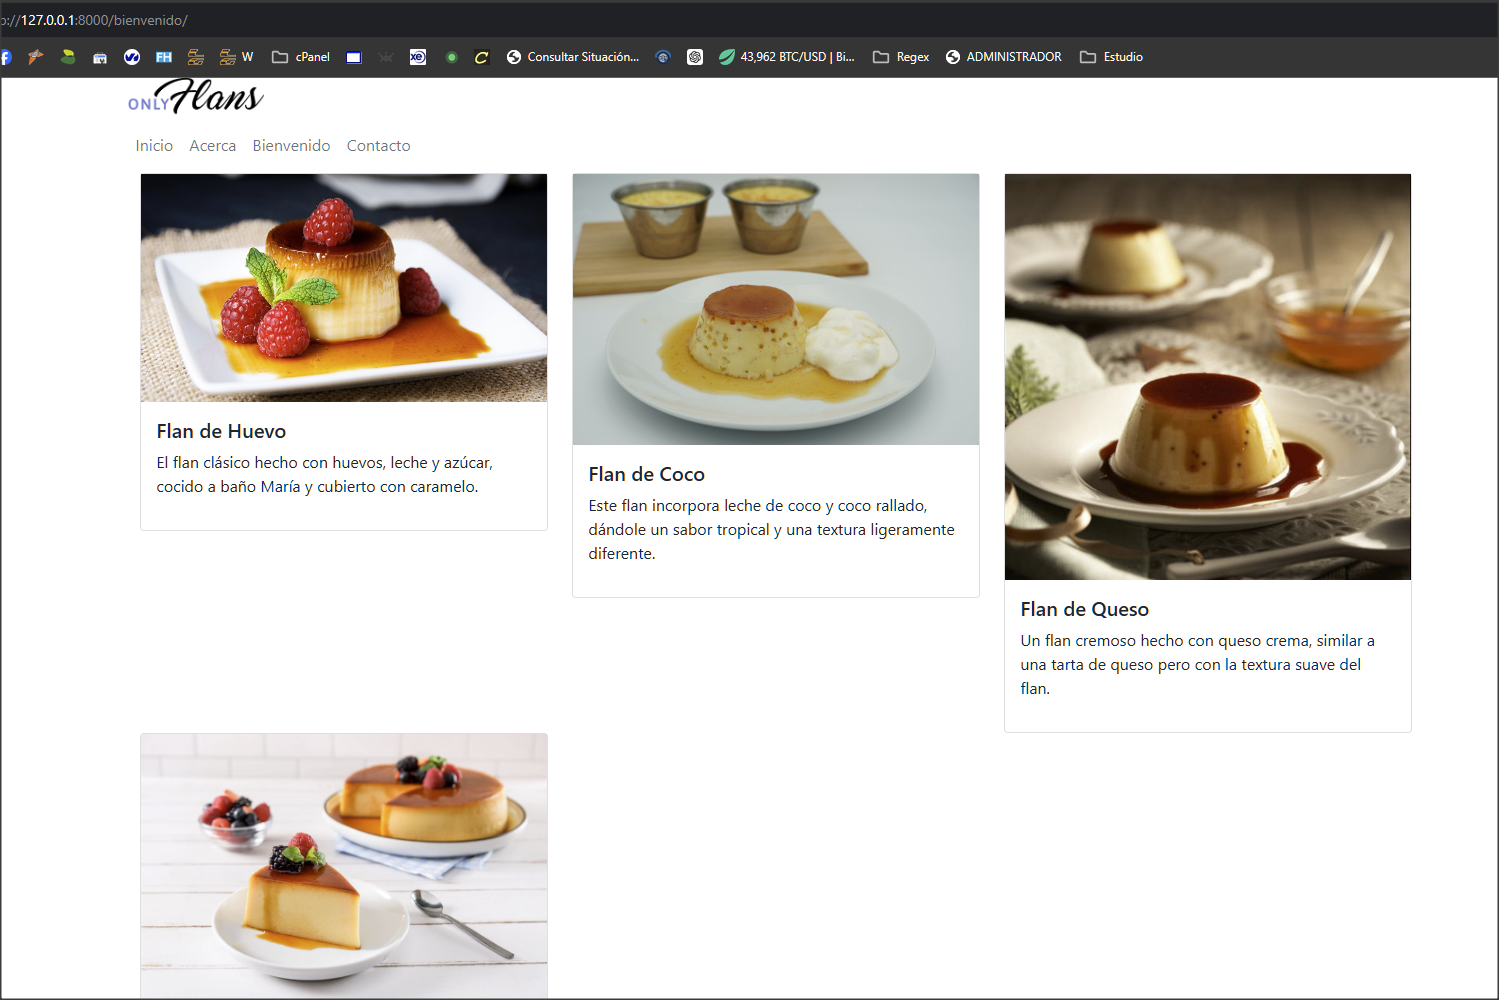 p://127.0.0.1:8000/bienvenido/
FH W cPanel xe C Consultar Situación... 43,962 BTC/USD | Bi... Regex ADMINISTRADOR Estudio
ONLY Flans
Inicio Acerca Bienvenido Contacto
Flan de Huevo
El flan clásico hecho con huevos, leche y azúcar,
cocido a baño María y cubierto con caramelo.
Flan de Coco
Este flan incorpora leche de coco y coco rallado,
dándole un sabor tropical y una textura ligeramente
diferente.
Flan de Queso
Un flan cremoso hecho con queso crema, similar a
una tarta de queso pero con la textura suave del
flan.